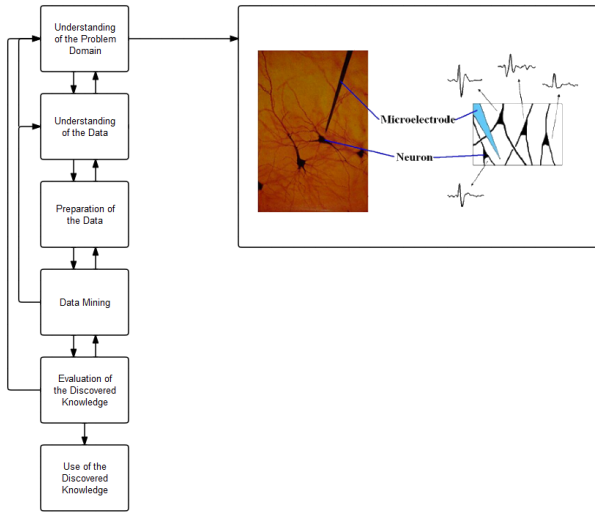 Understanding
of the Problem
Domain
Understanding
of the Data
Preparation of
the Data
Data Mining
Evaluation of
the Discovered
Knowledge
Use of the
Discovered
Knowledge
Microelectrode
Neuron